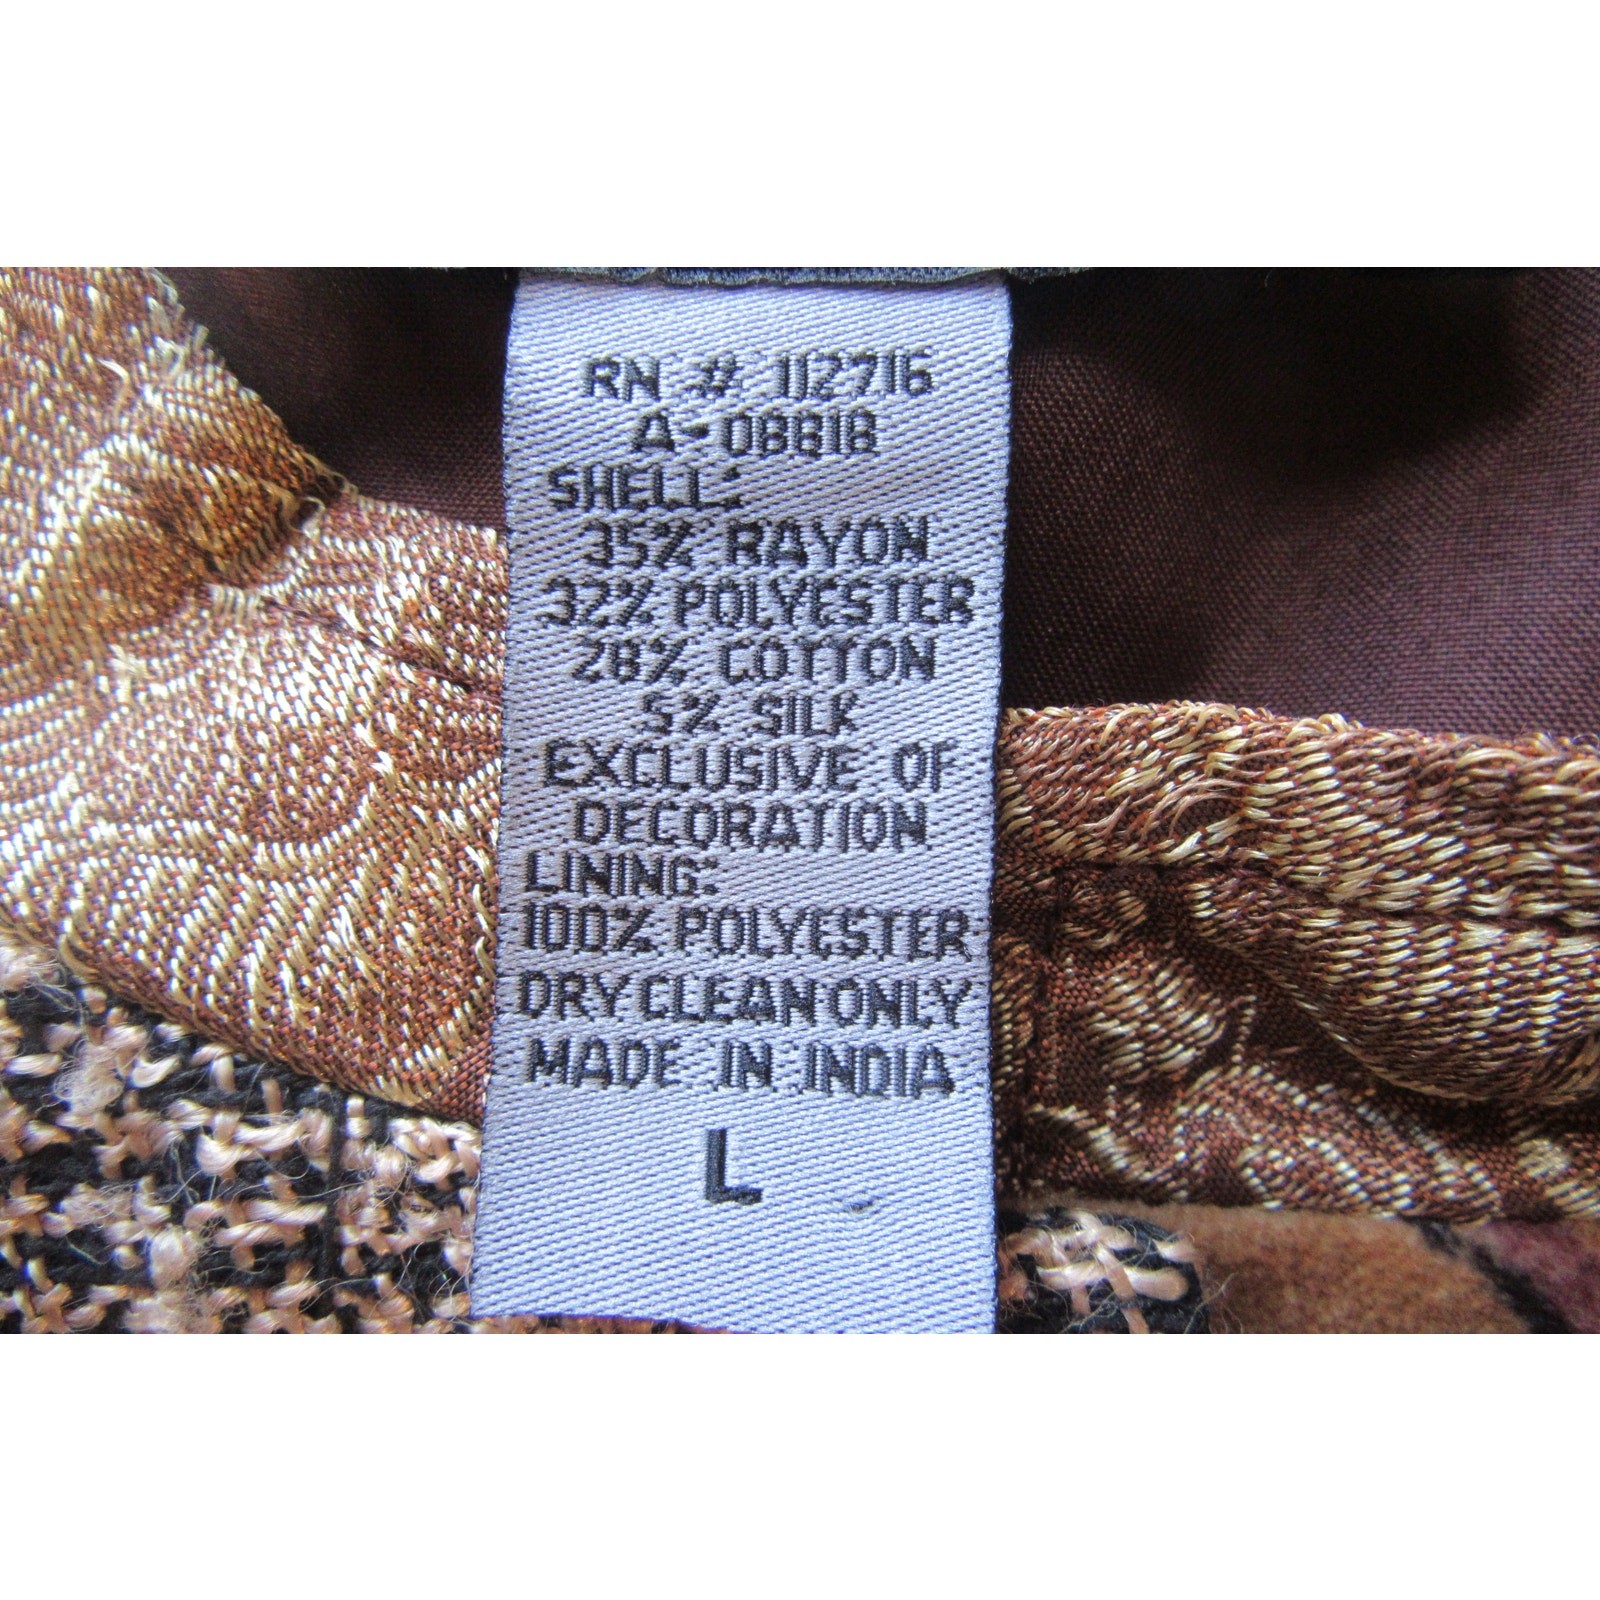 RN # 112716
A-08818
SHELL:
35% RAYON
32% POLYESTER
28% COTTON
5% SILK
EXCLUSIVE OF
DECORATION
LINING:
100% POLYESTER
DRY CLEAN ONLY
MADE IN INDIA
L